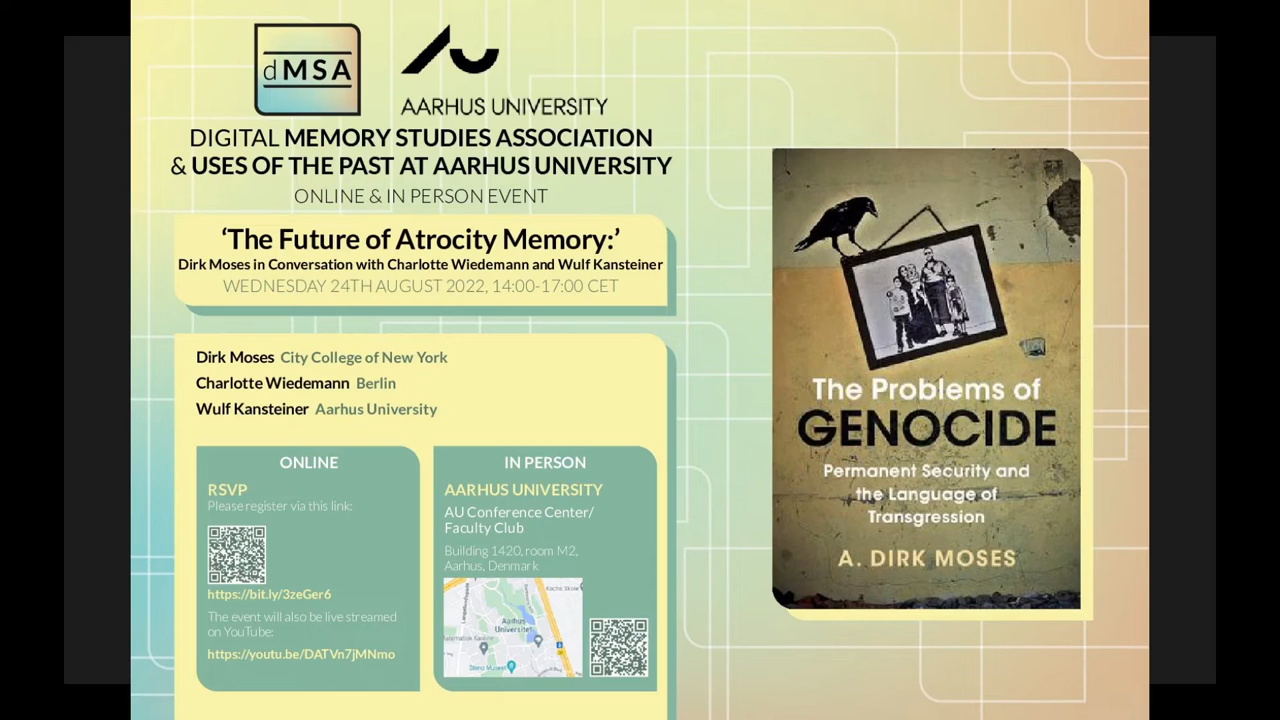 dMSA
AARHUS UNIVERSITY
DIGITAL MEMORY STUDIES ASSOCIATION
& USES OF THE PAST AT AARHUS UNIVERSITY
ONLINE & IN PERSON EVENT
‘The Future of Atrocity Memory:’
Dirk Moses in Conversation with Charlotte Wiedemann and Wulf Kansteiner
WEDNESDAY 24TH AUGUST 2022, 14:00-17:00 CET
Dirk Moses City College of New York
Charlotte Wiedemann Berlin
Wulf Kansteiner Aarhus University
ONLINE
RSVP
Please register via this link:
https://bit.ly/3zeGer6
The event will also be live streamed
on YouTube:
https://youtu.be/DATVn7jMNmo
IN PERSON
AARHUS UNIVERSITY
AU Conference Center/
Faculty Club
Building 1420, room M2,
Aarhus, Denmark
Aarhus
Universitet
The Problems of
GENOCIDE
Permanent Security and
the Language of
Transgression
A. DIRK MOSES